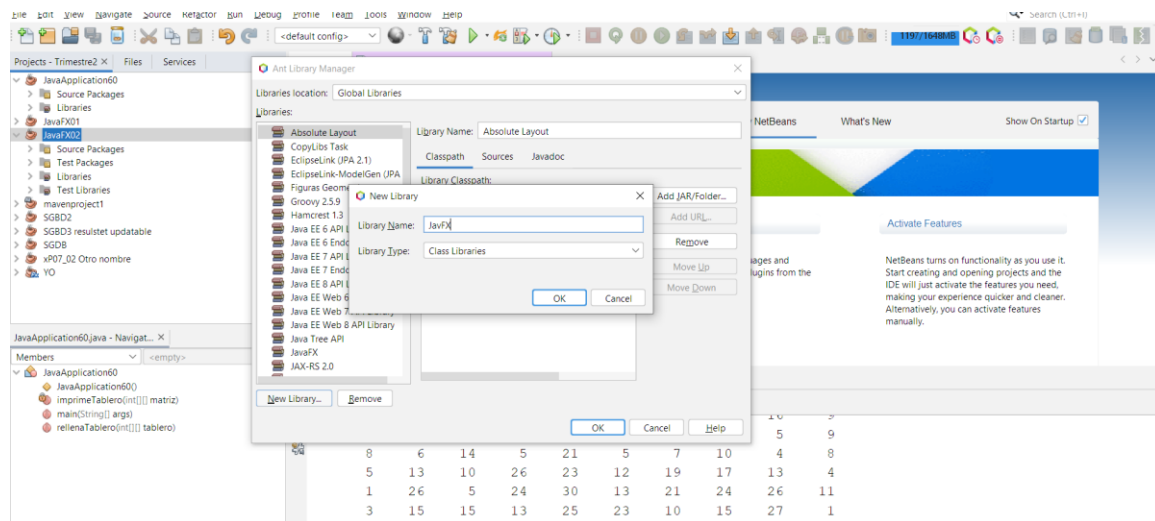 File Edit View Navigate Source Refactor Run Debug Profile Team Tools Window Help
Search (Ctrl+I)
<default config>
1197/1648MB
Projects - Trimestre2 × Files Services
JavaApplication60
Source Packages
Libraries
JavaFX01
JavaFX02
Source Packages
Test Packages
Libraries
Test Libraries
mavenproject1
SGBD2
SGBD3 resulstet updatable
SGDB
xP07_02 Otro nombre
YO
JavaApplication60.java - Navigat... ×
Members
<empty>
JavaApplication60
JavaApplication60()
imprimeTablero(int[][] matriz)
main(String[] args)
rellenaTablero(int[][] tablero)
Ant Library Manager
Libraries location: Global Libraries
Libraries:
Absolute Layout
CopyLibs Task
EclipseLink (JPA 2.1)
EclipseLink-ModelGen (JPA
Figuras Geome
Groovy 2.5.9
Hamcrest 1.3
Java EE 6 API L
Java EE 6 Endo
Java EE 7 API L
Java EE 7 Endo
Java EE 8 API L
Java EE Web 6
Java EE Web 7
Java EE Web 8 API Library
Java Tree API
JavaFX
JAX-RS 2.0
New Library... Remove
Library Name: Absolute Layout
Classpath Sources Javadoc
Library Classpath:
Add JAR/Folder...
Add URL...
Remove
Move Up
Move Down
OK Cancel Help
New Library
Library Name: JavFX
Library Type: Class Libraries
OK Cancel
NetBeans What's New Show On Startup
ages and
lugins from the
Activate Features
NetBeans turns on functionality as you use it.
Start creating and opening projects and the
IDE will just activate the features you need,
making your experience quicker and cleaner.
Alternatively, you can activate features
manually.
5 9
8 6 14 5 21 5 7 10 4 8
5 13 10 26 23 12 19 17 13 4
1 26 5 24 30 13 21 24 26 11
3 15 15 13 25 23 10 15 27 1